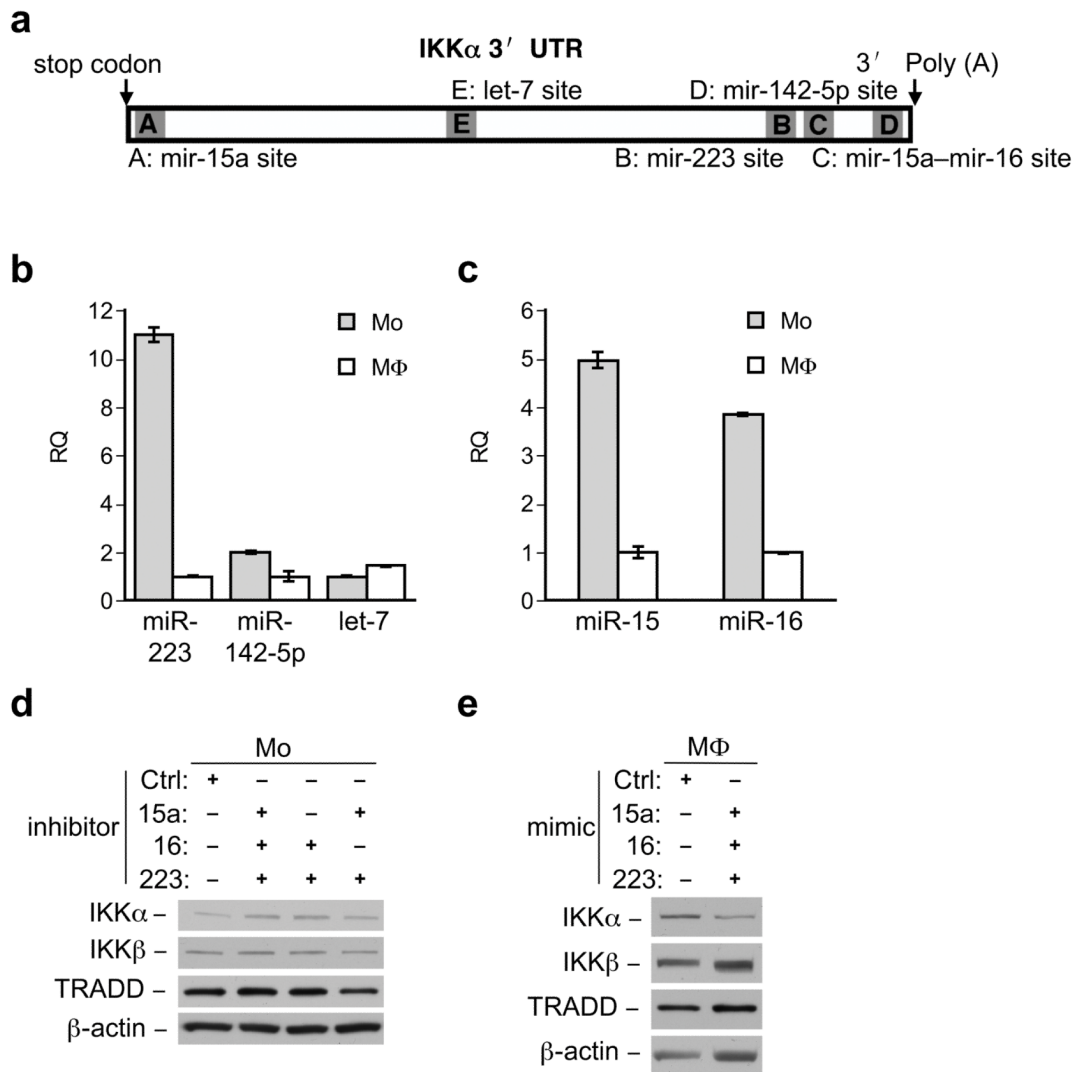 a
IKKα 3′ UTR
stop codon
3′ Poly (A)
E: let-7 site
D: mir-142-5p site
A E B C D
A: mir-15a site
B: mir-223 site
C: mir-15a–mir-16 site
b
12
10
8
6
4
2
0
RQ
Mo
MΦ
miR-
223
miR-
142-5p
let-7
c
6
5
4
3
2
1
0
RQ
Mo
MΦ
miR-15
miR-16
d
Mo
inhibitor
Ctrl: + – – –
15a: – + – +
16: – + + –
223: – + + +
IKKα –
IKKβ –
TRADD –
β-actin –
e
MΦ
mimic
Ctrl: + –
15a: – +
16: – +
223: – +
IKKα –
IKKβ –
TRADD –
β-actin –